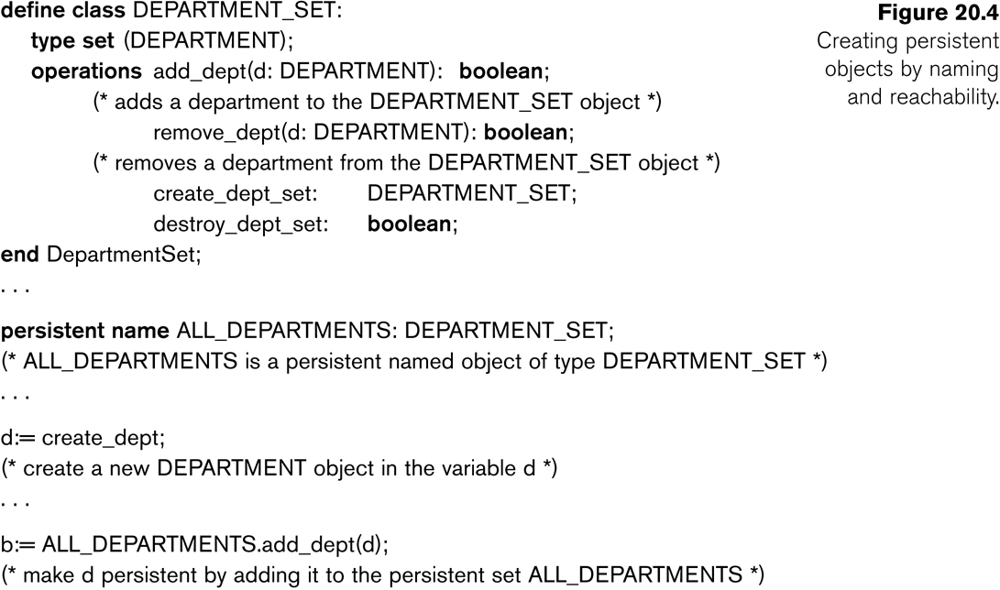 define class DEPARTMENT_SET:
type set (DEPARTMENT);
operations add_dept(d: DEPARTMENT): boolean;
(* adds a department to the DEPARTMENT_SET object *)
remove_dept(d: DEPARTMENT): boolean;
(* removes a department from the DEPARTMENT_SET object *)
create_dept_set: DEPARTMENT_SET;
destroy_dept_set: boolean;
end DepartmentSet;
. . .
persistent name ALL_DEPARTMENTS: DEPARTMENT_SET;
(* ALL_DEPARTMENTS is a persistent named object of type DEPARTMENT_SET *)
. . .
d:= create_dept;
(* create a new DEPARTMENT object in the variable d *)
. . .
b:= ALL_DEPARTMENTS.add_dept(d);
(* make d persistent by adding it to the persistent set ALL_DEPARTMENTS *)
Figure 20.4
Creating persistent
objects by naming
and reachability.